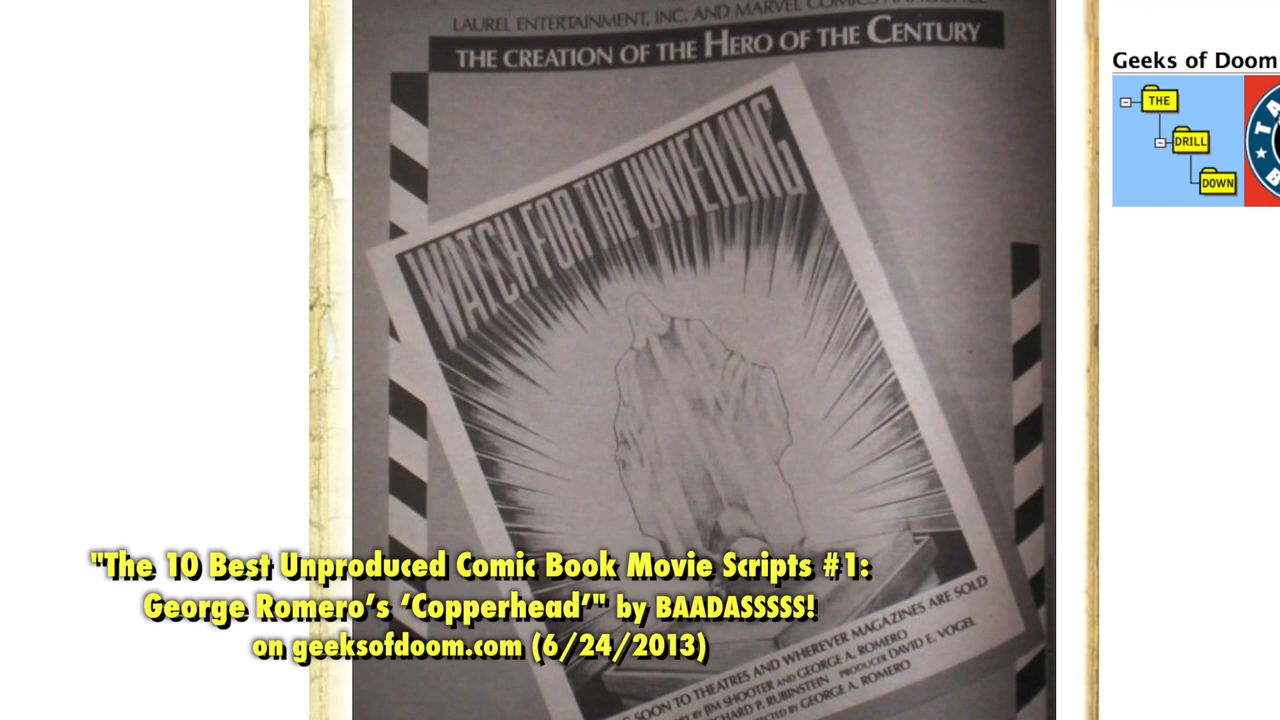 LAUREL ENTERTAINMENT, INC. AND MARVEL COMICS ANNOUNCE
THE CREATION OF THE HERO OF THE CENTURY
WATCH FOR THE UNVEILING
SOON TO THEATRES AND WHEREVER MAGAZINES ARE SOLD
BY JIM SHOOTER AND GEORGE A. ROMERO
RICHARD P. RUBINSTEIN PRODUCER DAVID E. VOGEL
BY GEORGE A. ROMERO
Geeks of Doom
THE
DRILL
DOWN
"The 10 Best Unproduced Comic Book Movie Scripts #1:
George Romero's 'Copperhead'" by BAADASSSSS!
on geeksofdoom.com (6/24/2013)